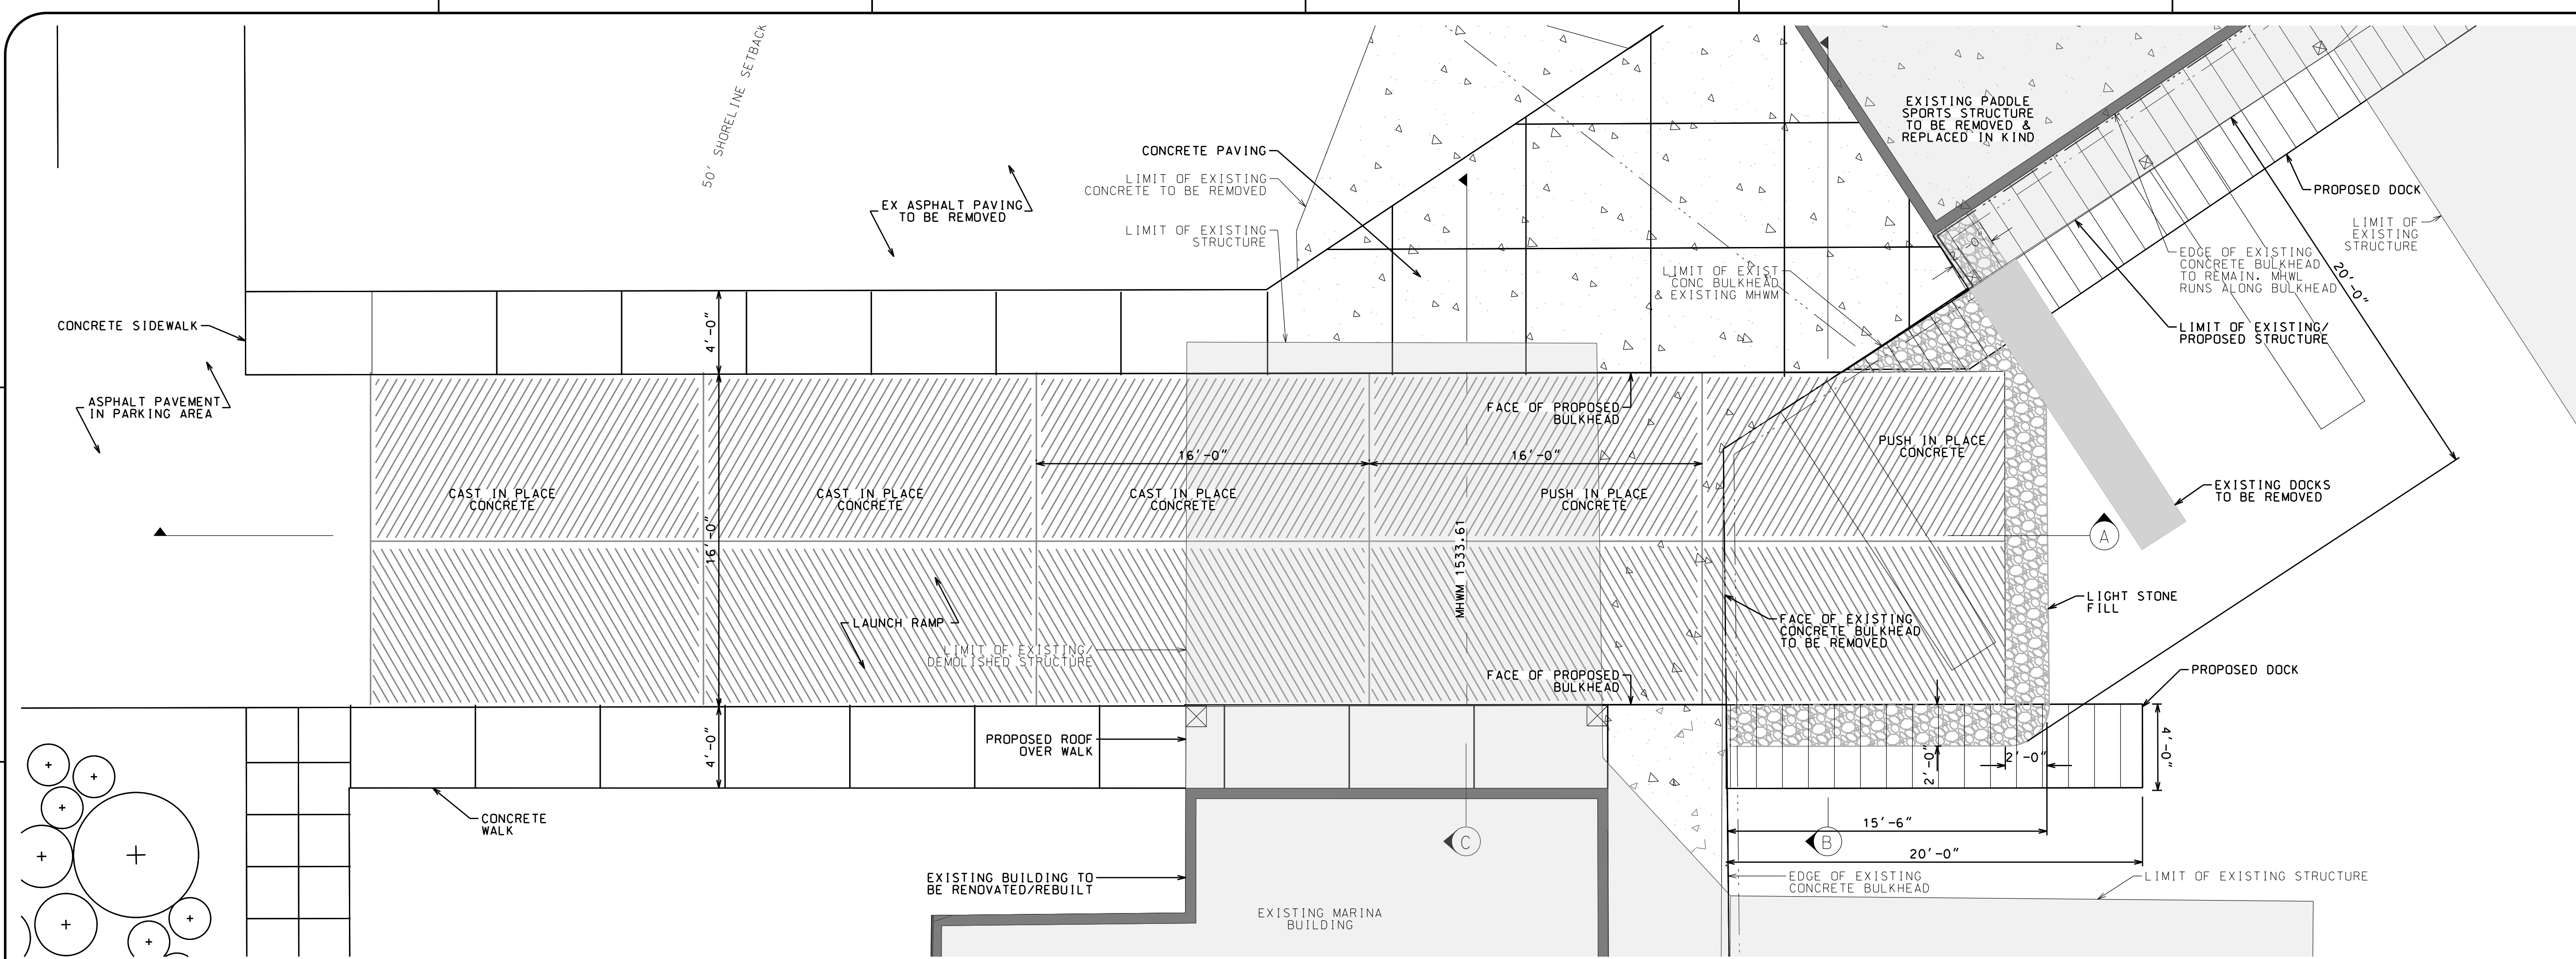 50' SHORELINE SETBACK
EXISTING PADDLE
SPORTS STRUCTURE
TO BE REMOVED &
REPLACED IN KIND
CONCRETE PAVING
LIMIT OF EXISTING
CONCRETE TO BE REMOVED
EX ASPHALT PAVING
TO BE REMOVED
LIMIT OF EXISTING
STRUCTURE
PROPOSED DOCK
LIMIT OF
EXISTING
STRUCTURE
EDGE OF EXISTING
CONCRETE BULKHEAD
TO REMAIN. MHWL
RUNS ALONG BULKHEAD
20'-0"
LIMIT OF EXIST
CONC BULKHEAD
& EXISTING MHWM
CONCRETE SIDEWALK
4'-0"
LIMIT OF EXISTING/
PROPOSED STRUCTURE
ASPHALT PAVEMENT
IN PARKING AREA
FACE OF PROPOSED
BULKHEAD
16'-0"
16'-0"
PUSH IN PLACE
CONCRETE
CAST IN PLACE
CONCRETE
CAST IN PLACE
CONCRETE
CAST IN PLACE
CONCRETE
PUSH IN PLACE
CONCRETE
EXISTING DOCKS
TO BE REMOVED
16'-0"
MHWM 1533.61
A
LIGHT STONE
FILL
LAUNCH RAMP
FACE OF EXISTING
CONCRETE BULKHEAD
TO BE REMOVED
LIMIT OF EXISTING/
DEMOLISHED STRUCTURE
FACE OF PROPOSED
BULKHEAD
PROPOSED DOCK
4'-0"
PROPOSED ROOF
OVER WALK
2'-0"
2'-0"
4'-0"
CONCRETE
WALK
15'-6"
C
B
20'-0"
EXISTING BUILDING TO
BE RENOVATED/REBUILT
EDGE OF EXISTING
CONCRETE BULKHEAD
LIMIT OF EXISTING STRUCTURE
EXISTING MARINA
BUILDING